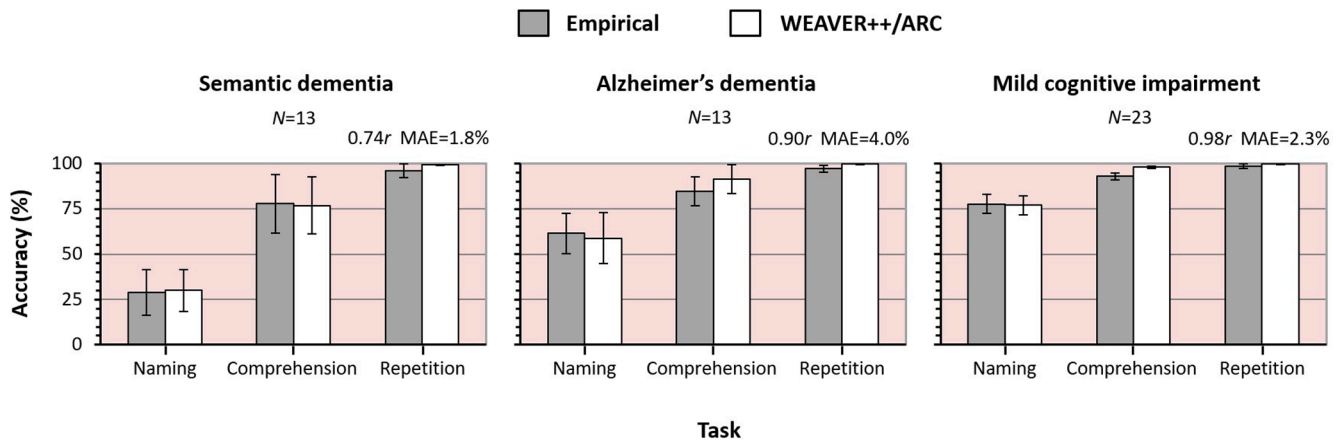 Empirical WEAVER++/ARC
Semantic dementia Alzheimer's dementia Mild cognitive impairment
N=13 N=13 N=23
0.74r MAE=1.8% 0.90r MAE=4.0% 0.98r MAE=2.3%
Accuracy (%)
100
75
50
25
0
Naming Comprehension Repetition Naming Comprehension Repetition Naming Comprehension Repetition
Task